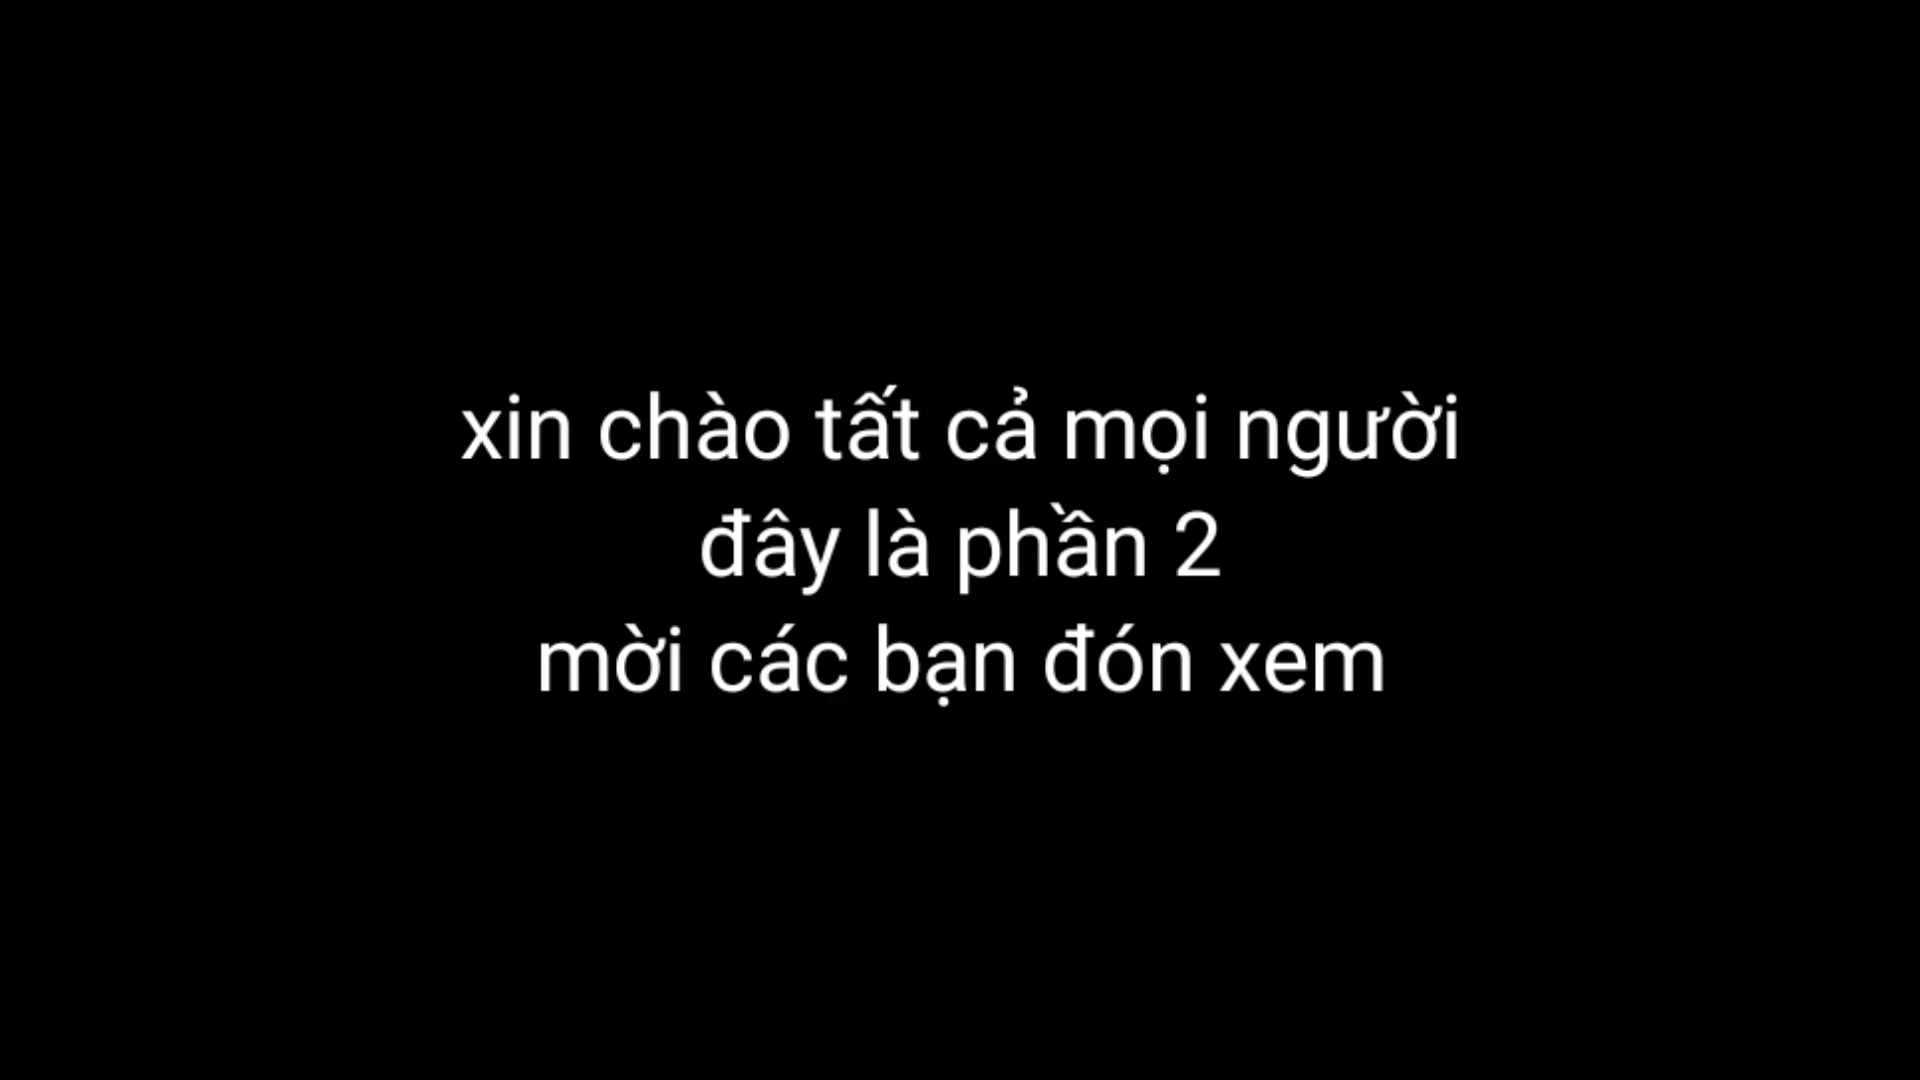 xin chào tất cả mọi người
đây là phần 2
mời các bạn đón xem